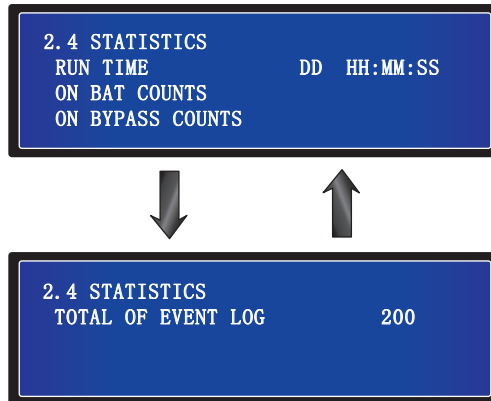 2.4 STATISTICS
RUN TIME DD HH:MM:SS
ON BAT COUNTS
ON BYPASS COUNTS
2.4 STATISTICS
TOTAL OF EVENT LOG 200